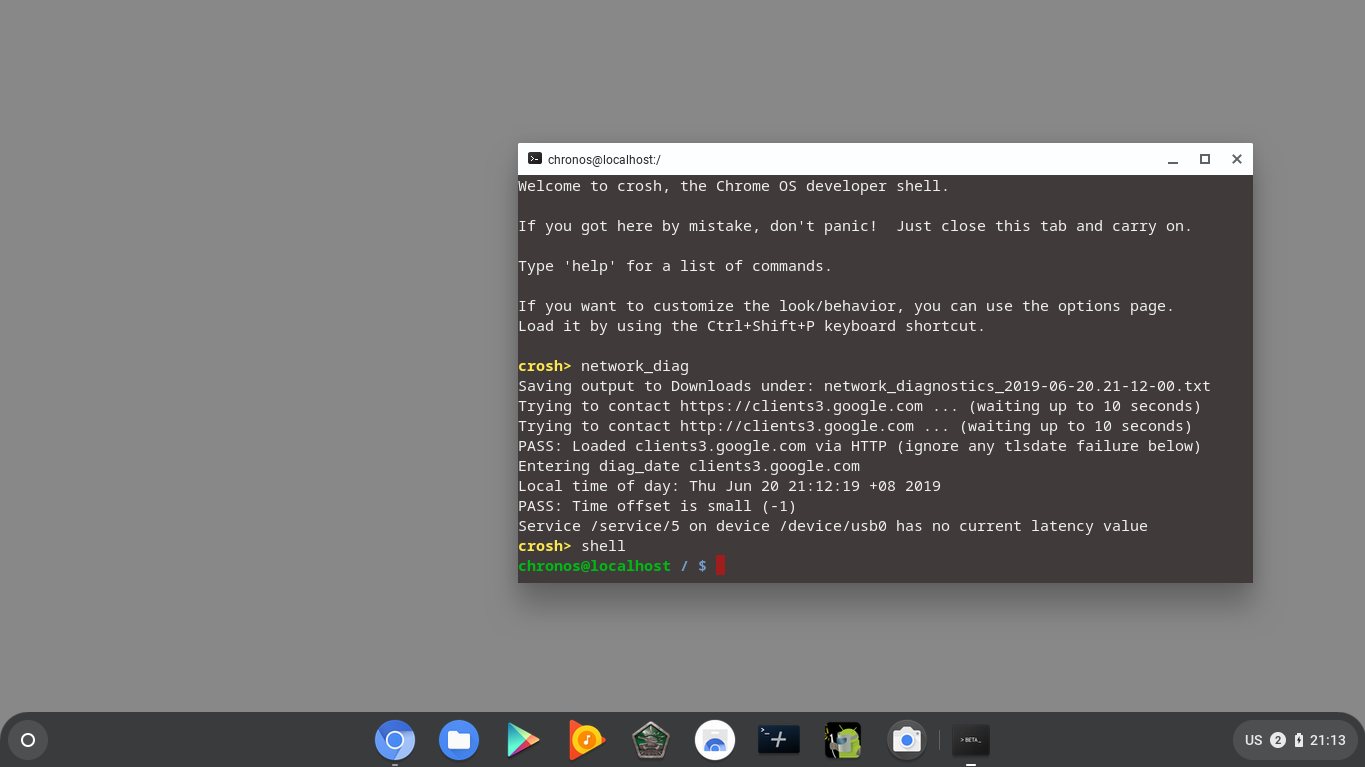 chronos@localhost:/
Welcome to crosh, the Chrome OS developer shell.
If you got here by mistake, don't panic!  Just close this tab and carry on.
Type 'help' for a list of commands.
If you want to customize the look/behavior, you can use the options page.
Load it by using the Ctrl+Shift+P keyboard shortcut.
crosh> network_diag
Saving output to Downloads under: network_diagnostics_2019-06-20.21-12-00.txt
Trying to contact https://clients3.google.com ... (waiting up to 10 seconds)
Trying to contact http://clients3.google.com ... (waiting up to 10 seconds)
PASS: Loaded clients3.google.com via HTTP (ignore any tlsdate failure below)
Entering diag_date clients3.google.com
Local time of day: Thu Jun 20 21:12:19 +08 2019
PASS: Time offset is small (-1)
Service /service/5 on device /device/usb0 has no current latency value
crosh> shell
chronos@localhost / $
> BETA_
US 2 21:13